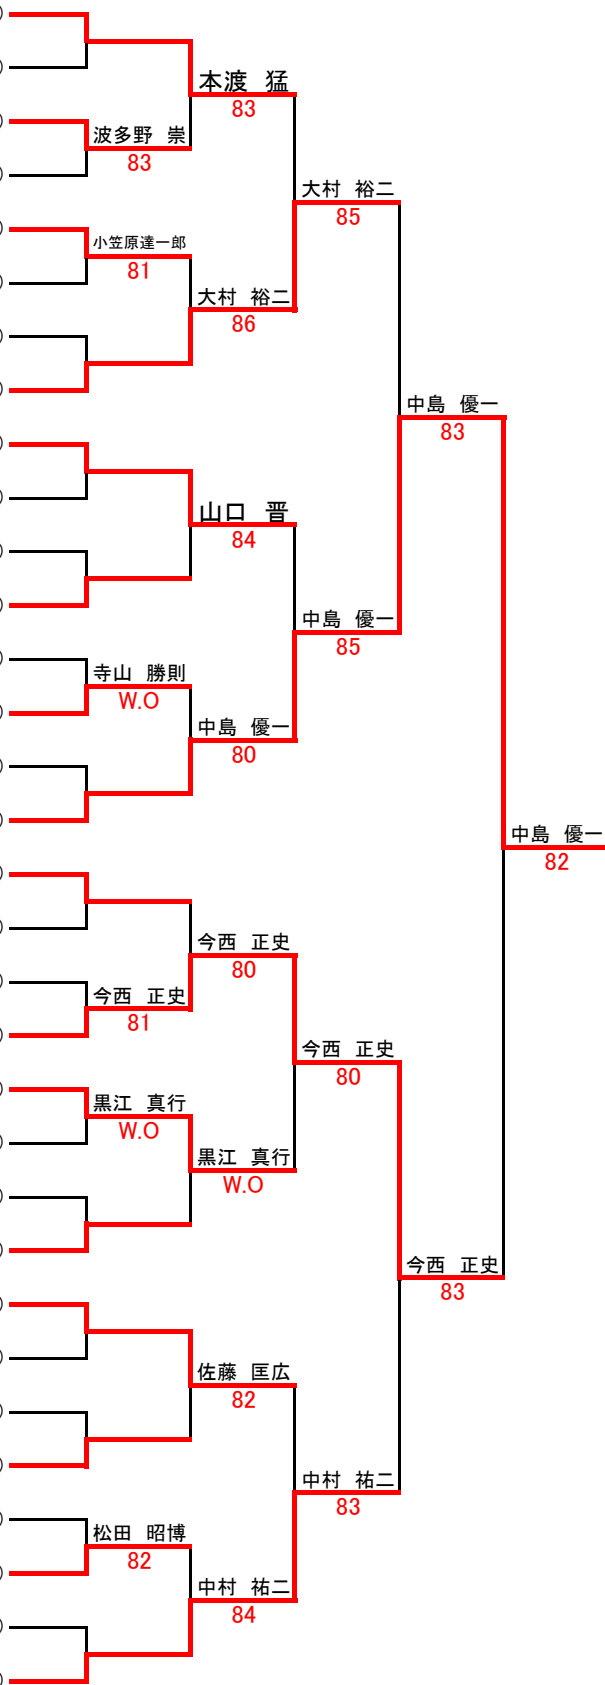 本渡 猛
83
波多野 崇
83
大村 裕二
85
小笠原達一郎
81
大村 裕二
86
中島 優一
83
山口 晋
84
中島 優一
85
寺山 勝則
W.O
中島 優一
80
中島 優一
82
今西 正史
80
今西 正史
81
今西 正史
80
黒江 真行
W.O
黒江 真行
W.O
今西 正史
83
佐藤 匡広
82
中村 祐二
83
松田 昭博
82
中村 祐二
84